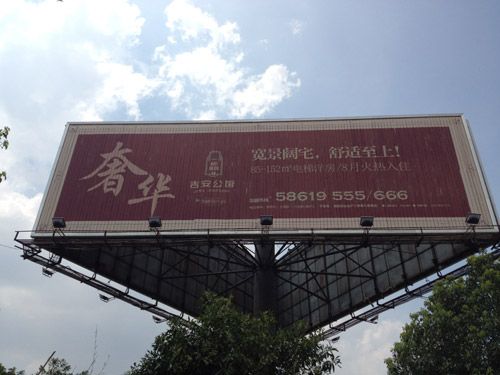 奢华
吉安公馆
宽景阔宅，舒适至上！
85-152㎡电梯洋房/8月火热入住
58619 555/666